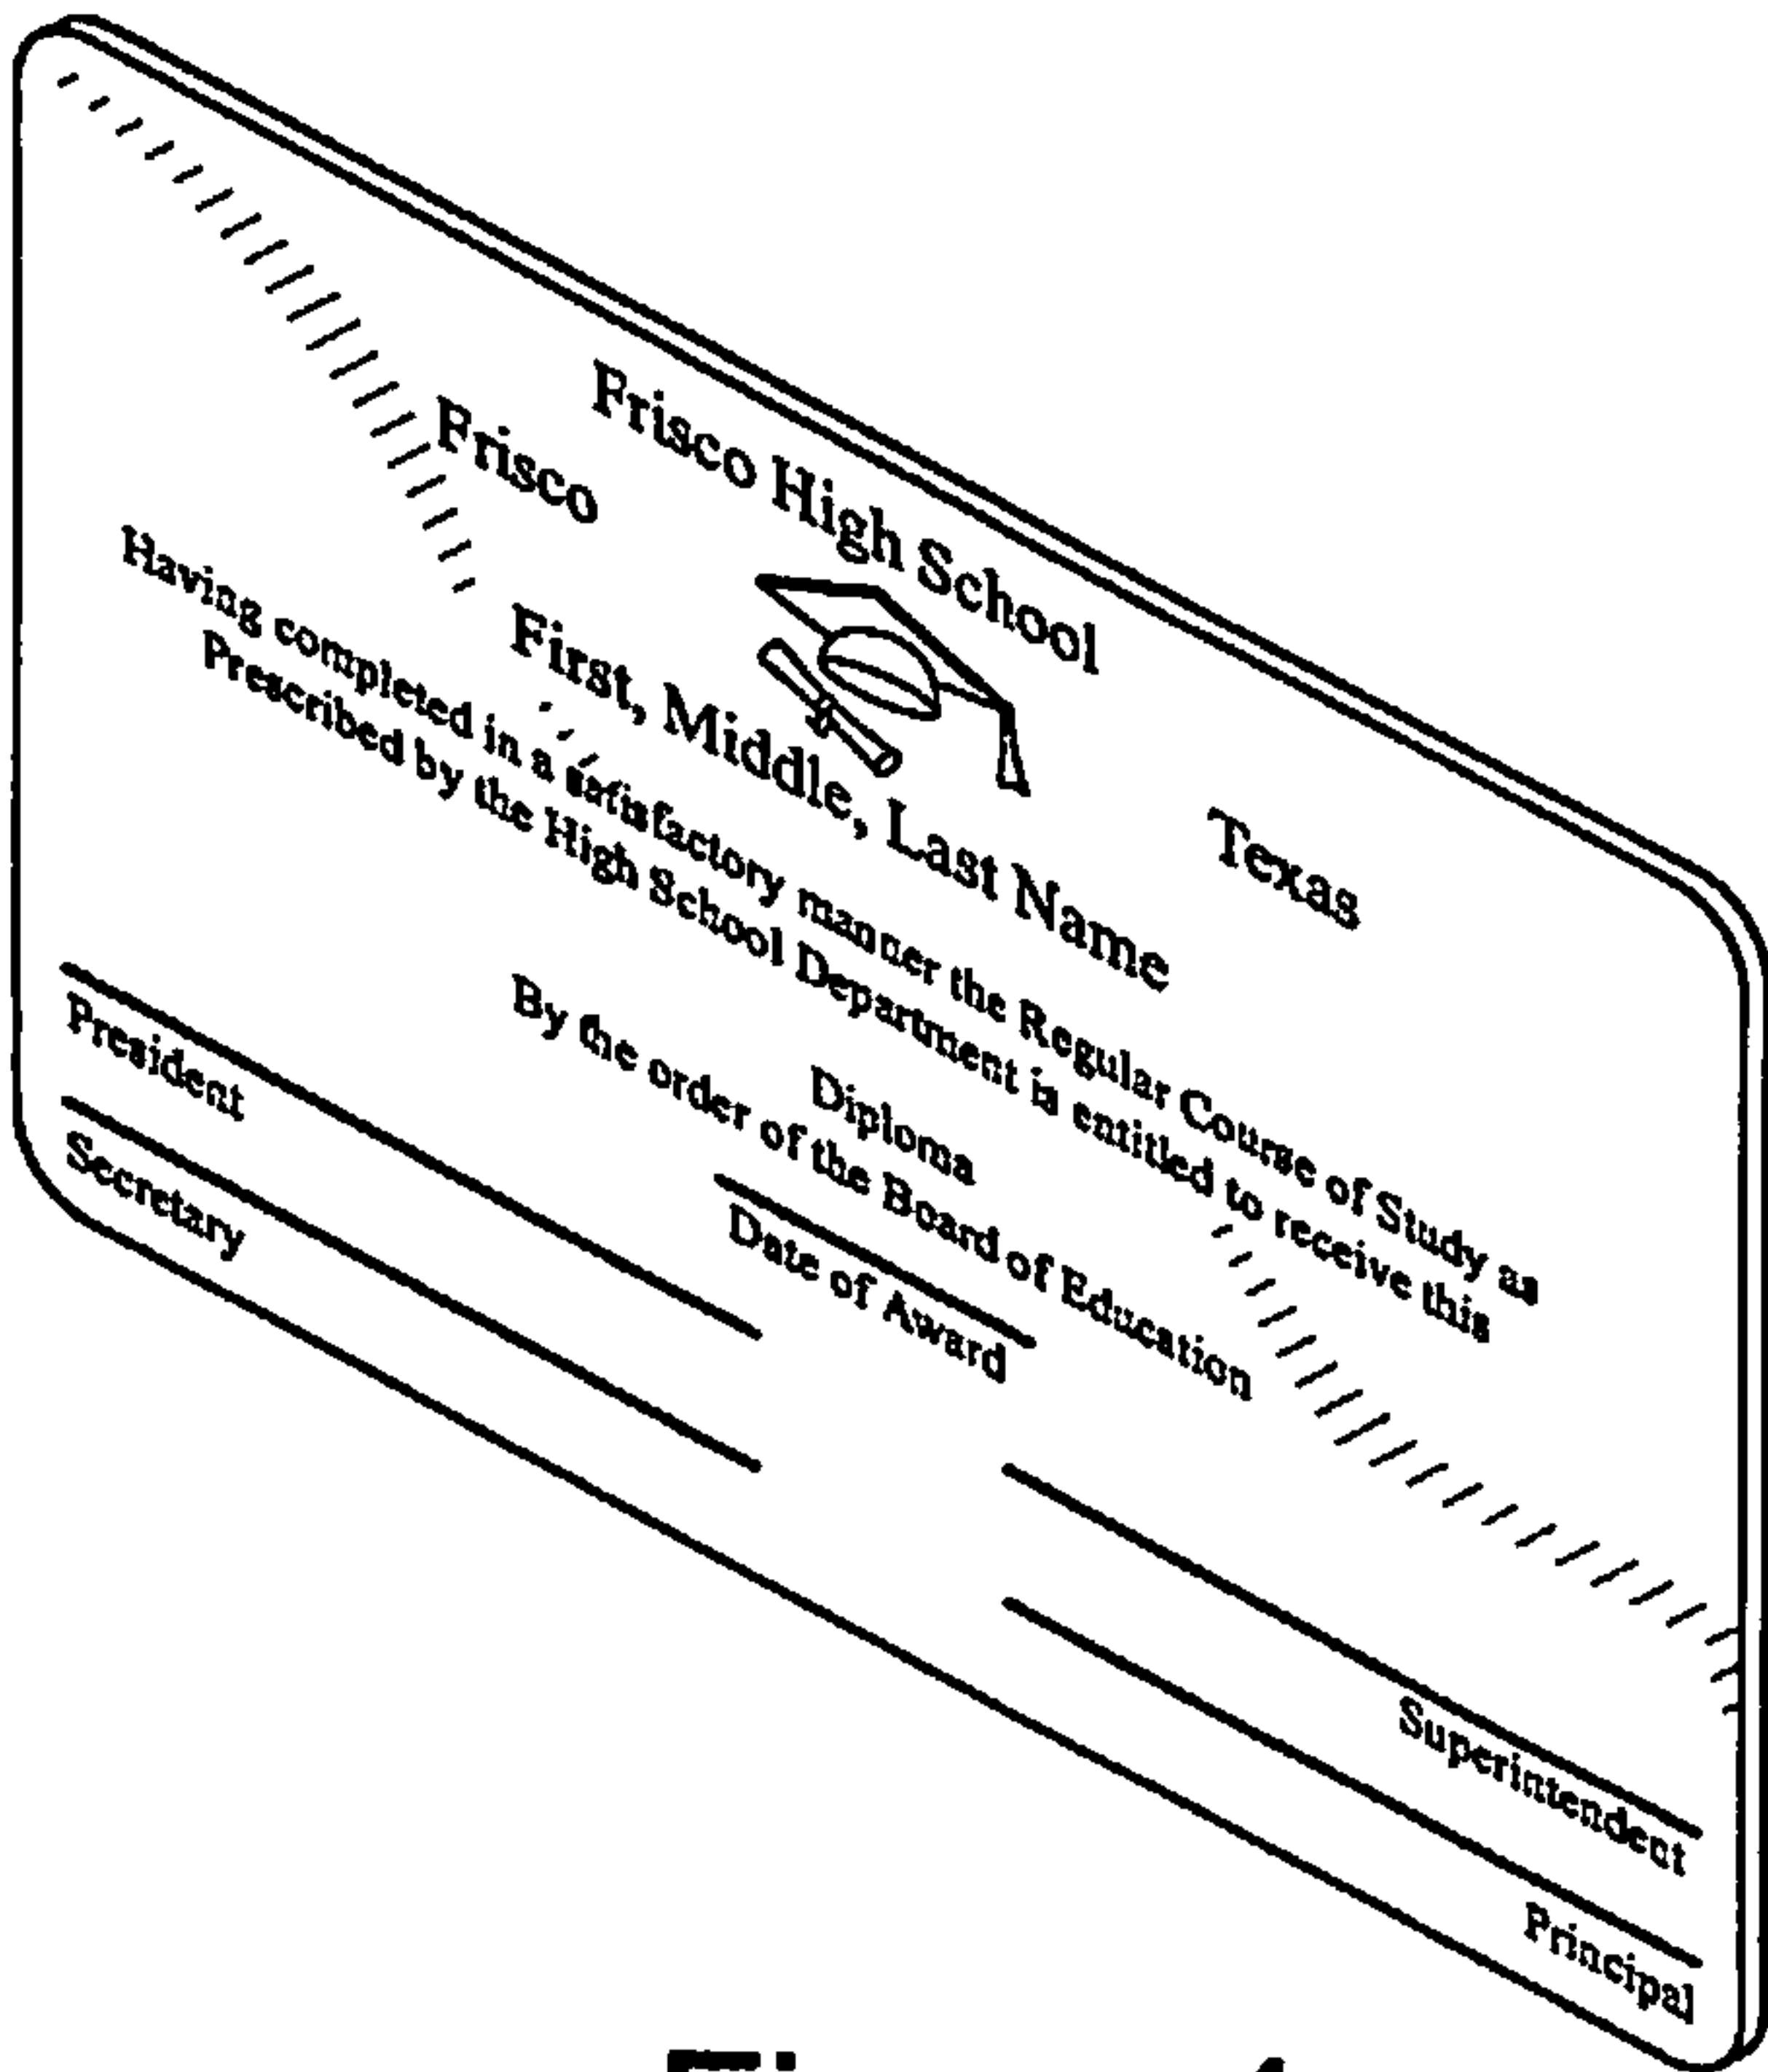 Frisco High School
Frisco
Texas
First, Middle, Last Name
Having completed in a satisfactory manner the Regular Course of Study as
Prescribed by the High School Department is entitled to receive this
Diploma
By the order of the Board of Education
Date of Award
President
Secretary
Superintendent
Principal